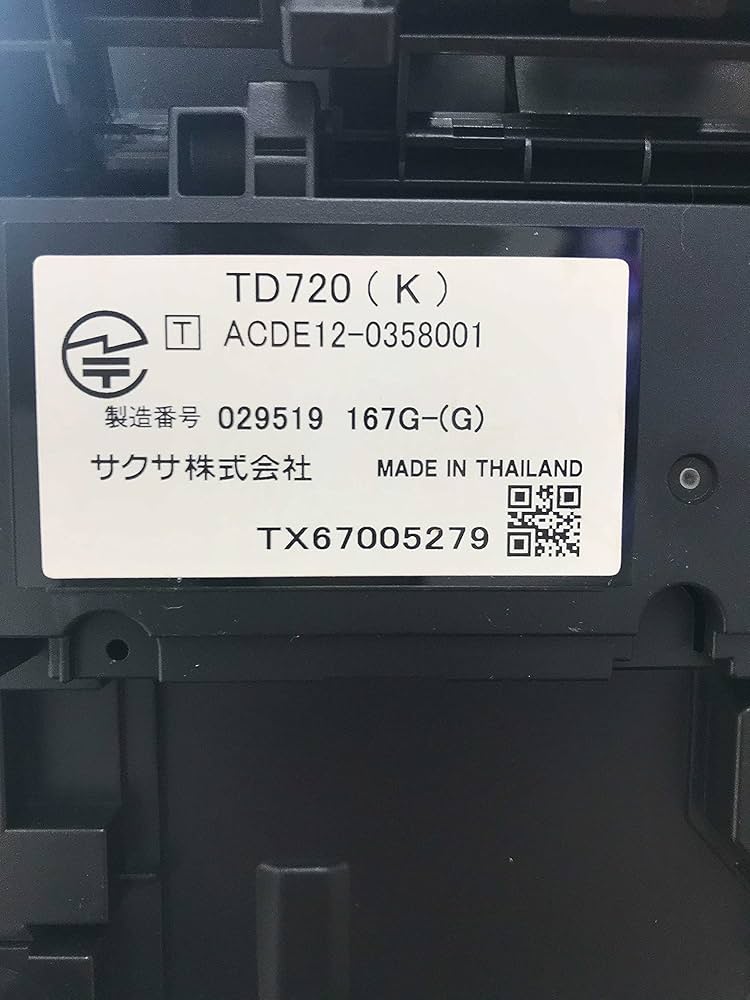 TD720 ( K )
T ACDE12-0358001
製造番号 029519 167G-(G)
サクサ株式会社 MADE IN THAILAND
TX67005279